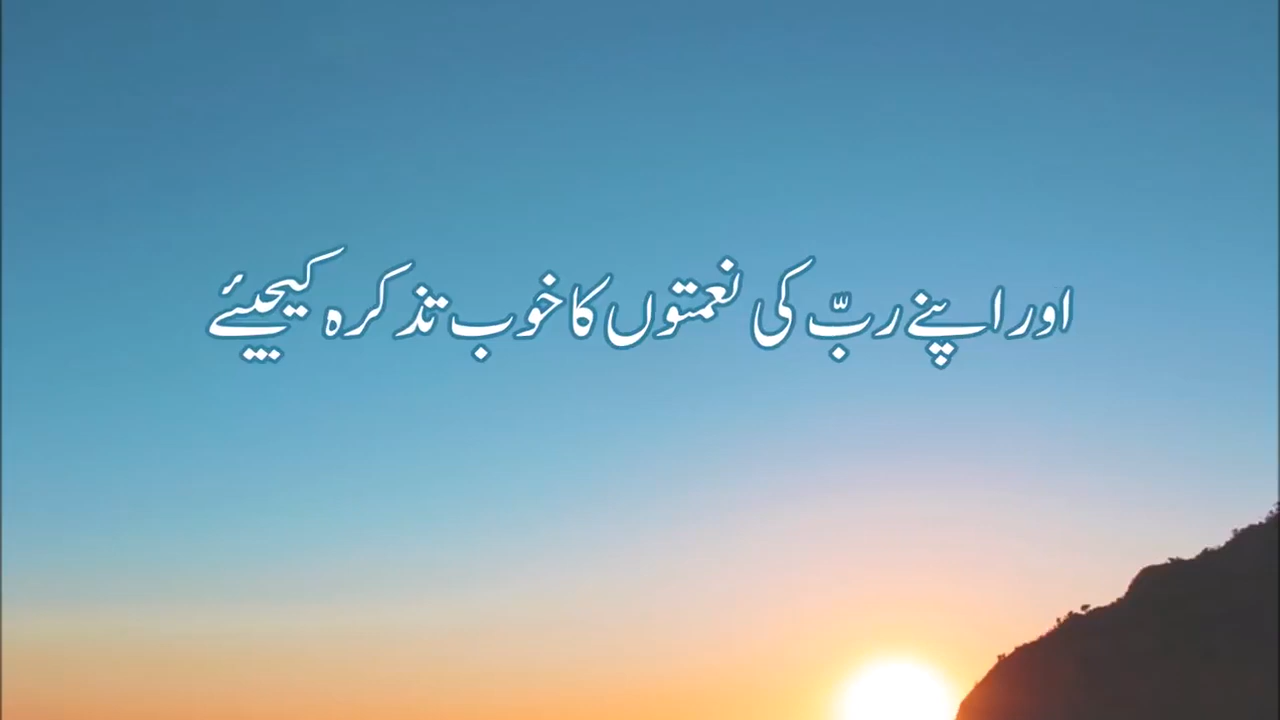 اور اپنے ربّ کی نعمتوں کا خوب تذکرہ کیجیئے